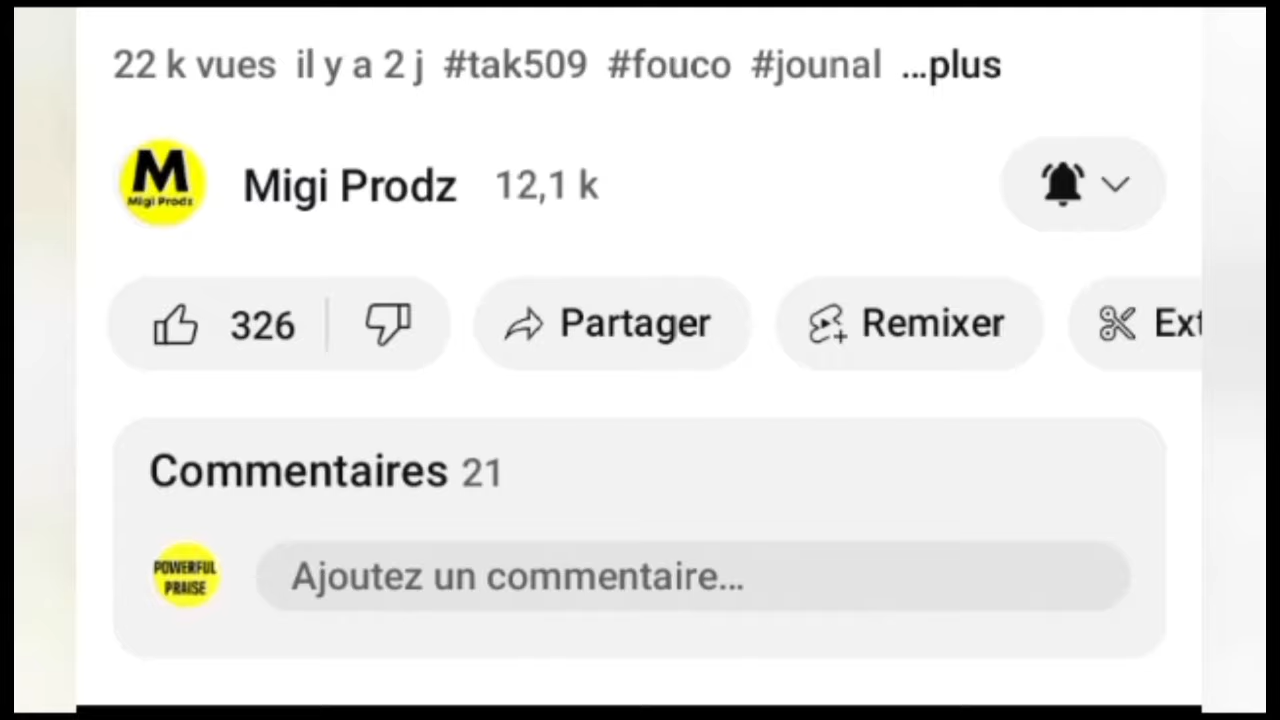 22 k vues il y a 2 j #tak509 #fouco #jounal ...plus
M
Migi Prodz
Migi Prodz 12,1 k
326
Partager
Remixer
Ext
Commentaires 21
POWERFUL
PRAISE
Ajoutez un commentaire...